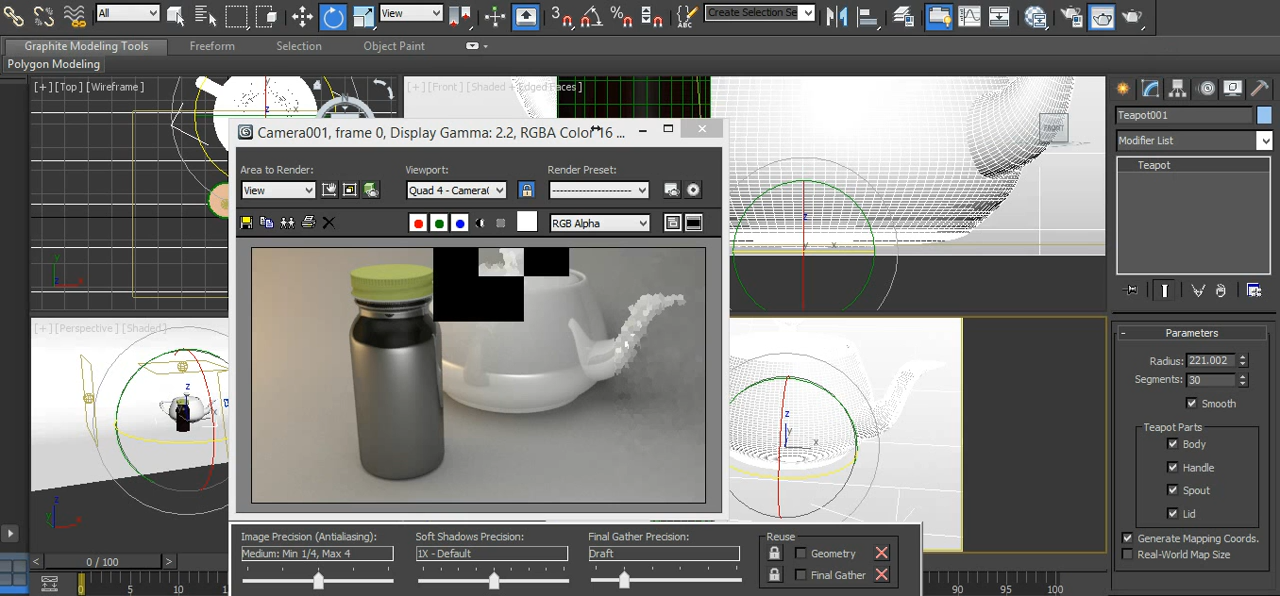 All
View
Create Selection Se
Graphite Modeling Tools
Freeform
Selection
Object Paint
Polygon Modeling
[+] [Top] [Wireframe]
[+] [Front] [Shaded + Edged Faces]
FRONT
Camera001, frame 0, Display Gamma: 2.2, RGBA Color 16 ...
Area to Render:
Viewport:
Render Preset:
View
Quad 4 - Camera(
--------------------
RGB Alpha
[+] [Perspective] [Shaded]
Teapot001
Modifier List
Teapot
- Parameters
Radius: 221.002
Segments: 30
Smooth
Teapot Parts
Body
Handle
Spout
Lid
Generate Mapping Coords.
Real-World Map Size
Image Precision (Antialiasing):
Medium: Min 1/4, Max 4
Soft Shadows Precision:
1X - Default
Final Gather Precision:
Draft
Reuse
Geometry
Final Gather
0 / 100
0
5
10
90
95
100